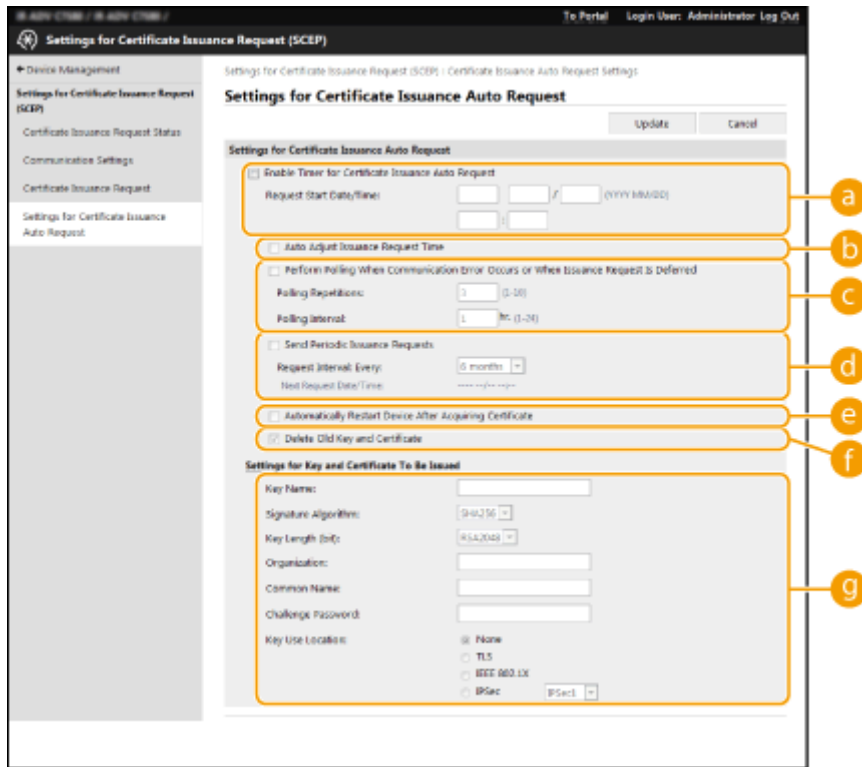 To Portal Login User: Administrator Log Out
Settings for Certificate Issuance Request (SCEP)
Device Management
Settings for Certificate Issuance Request (SCEP)
Certificate Issuance Request Status
Communication Settings
Certificate Issuance Request
Settings for Certificate Issuance
Auto Request
Settings for Certificate Issuance Request (SCEP) : Certificate Issuance Auto Request Settings
Settings for Certificate Issuance Auto Request
Update Cancel
Settings for Certificate Issuance Auto Request
Enable Timer for Certificate Issuance Auto Request
Request Start Date/Time: / (YYYY MM/DD)
:
a
Auto Adjust Issuance Request Time
b
Perform Polling When Communication Error Occurs or When Issuance Request Is Deferred
Polling Repetitions: (1-10)
Polling Interval: 1 hr. (1-24)
c
Send Periodic Issuance Requests
Request Interval: Every: 6 months
Next Request Date/Time: ---- --/-- --:--
d
Automatically Restart Device After Acquiring Certificate
e
Delete Old Key and Certificate
f
Settings for Key and Certificate To Be Issued
Key Name:
Signature Algorithm: SHA256
Key Length (bit): RSA2048
Organization:
Common Name:
Challenge Password:
Key Use Location: None
TLS
IEEE 802.1X
IPSec IPSec1
g